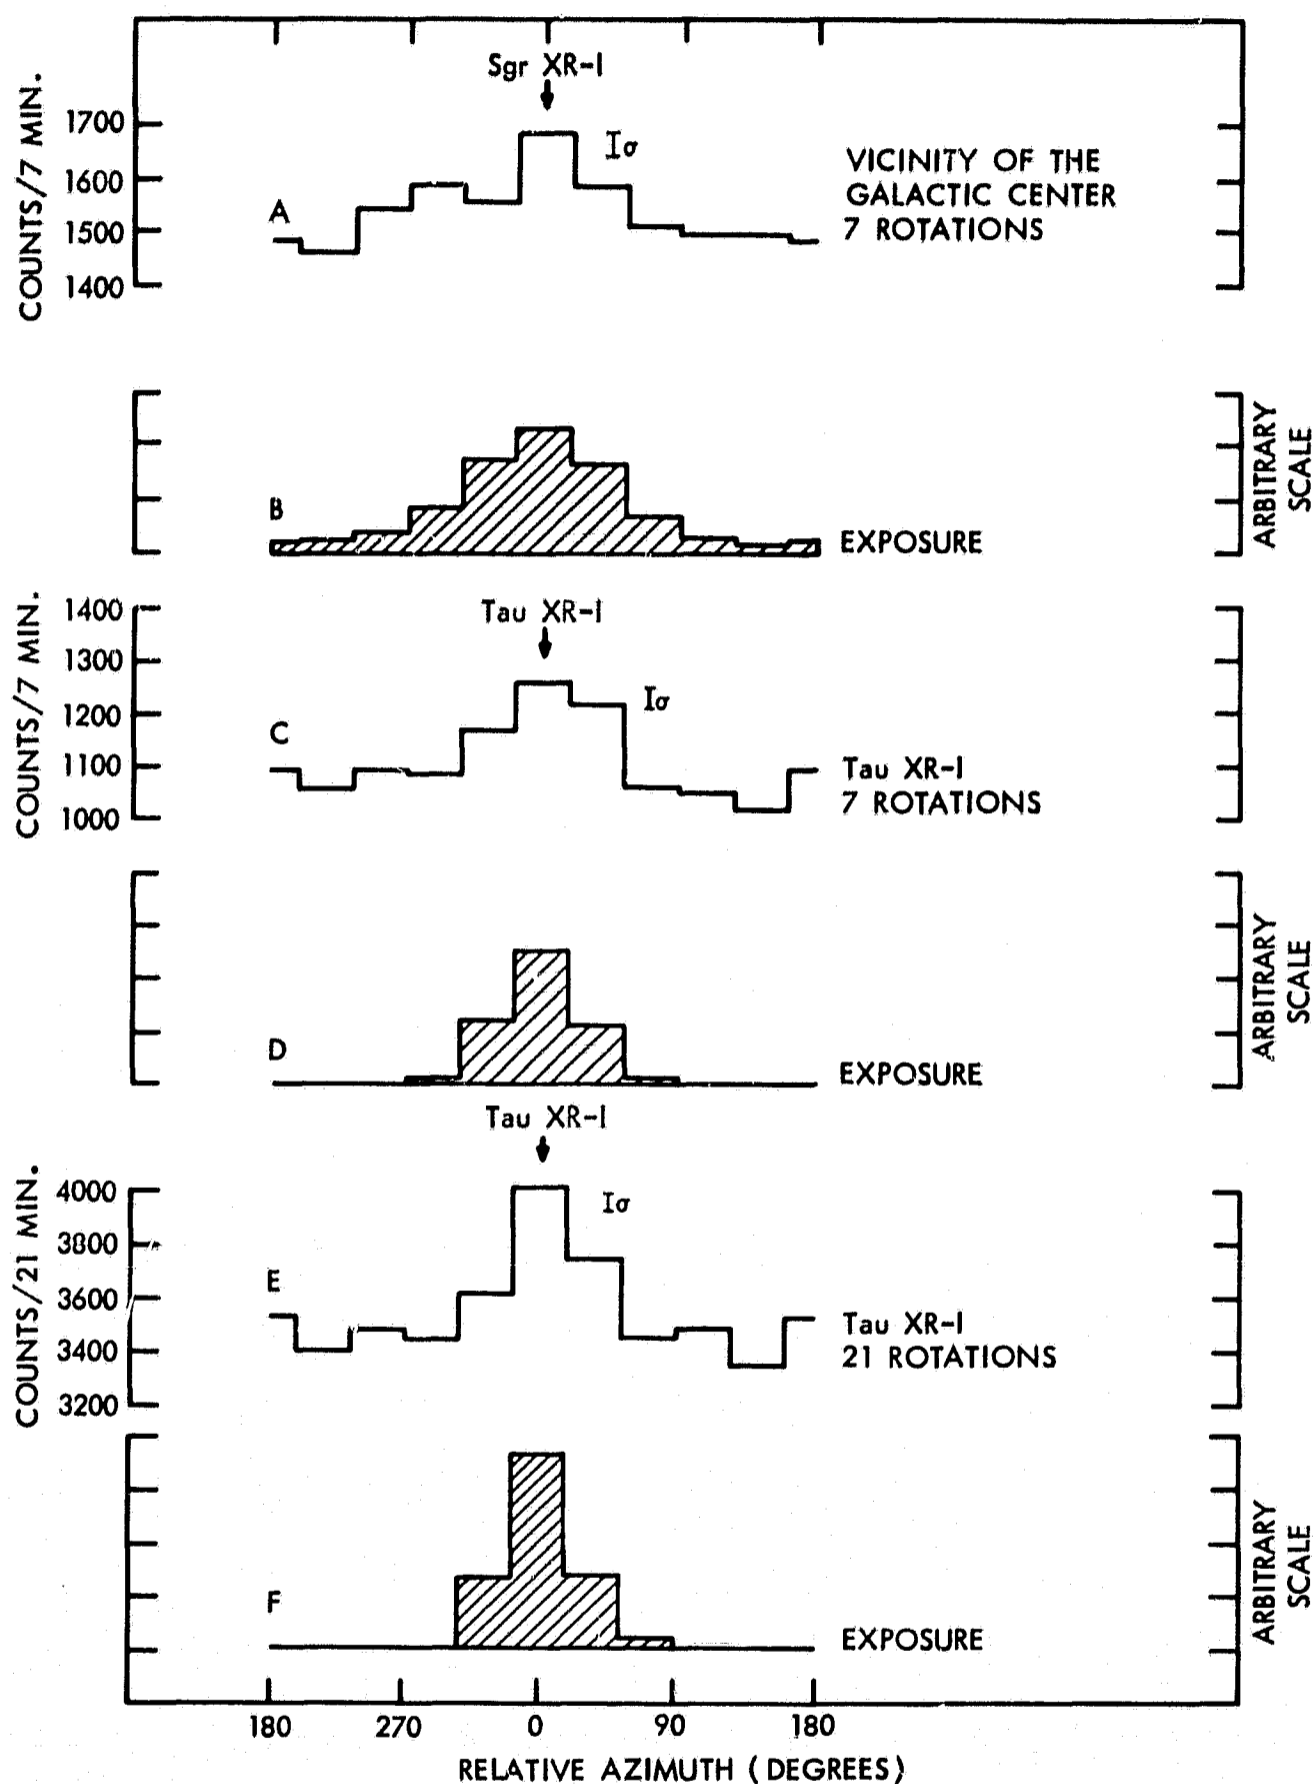 Sgr XR-I
COUNTS/7 MIN.
1700
1600
1500
1400
A
Iσ
VICINITY OF THE
GALACTIC CENTER
7 ROTATIONS
B
EXPOSURE
ARBITRARY
SCALE
Tau XR-I
COUNTS/7 MIN.
1400
1300
1200
1100
1000
C
Iσ
Tau XR-I
7 ROTATIONS
D
EXPOSURE
ARBITRARY
SCALE
Tau XR-I
COUNTS/21 MIN.
4000
3800
3600
3400
3200
E
Iσ
Tau XR-I
21 ROTATIONS
F
EXPOSURE
ARBITRARY
SCALE
180 270 0 90 180
RELATIVE AZIMUTH (DEGREES)